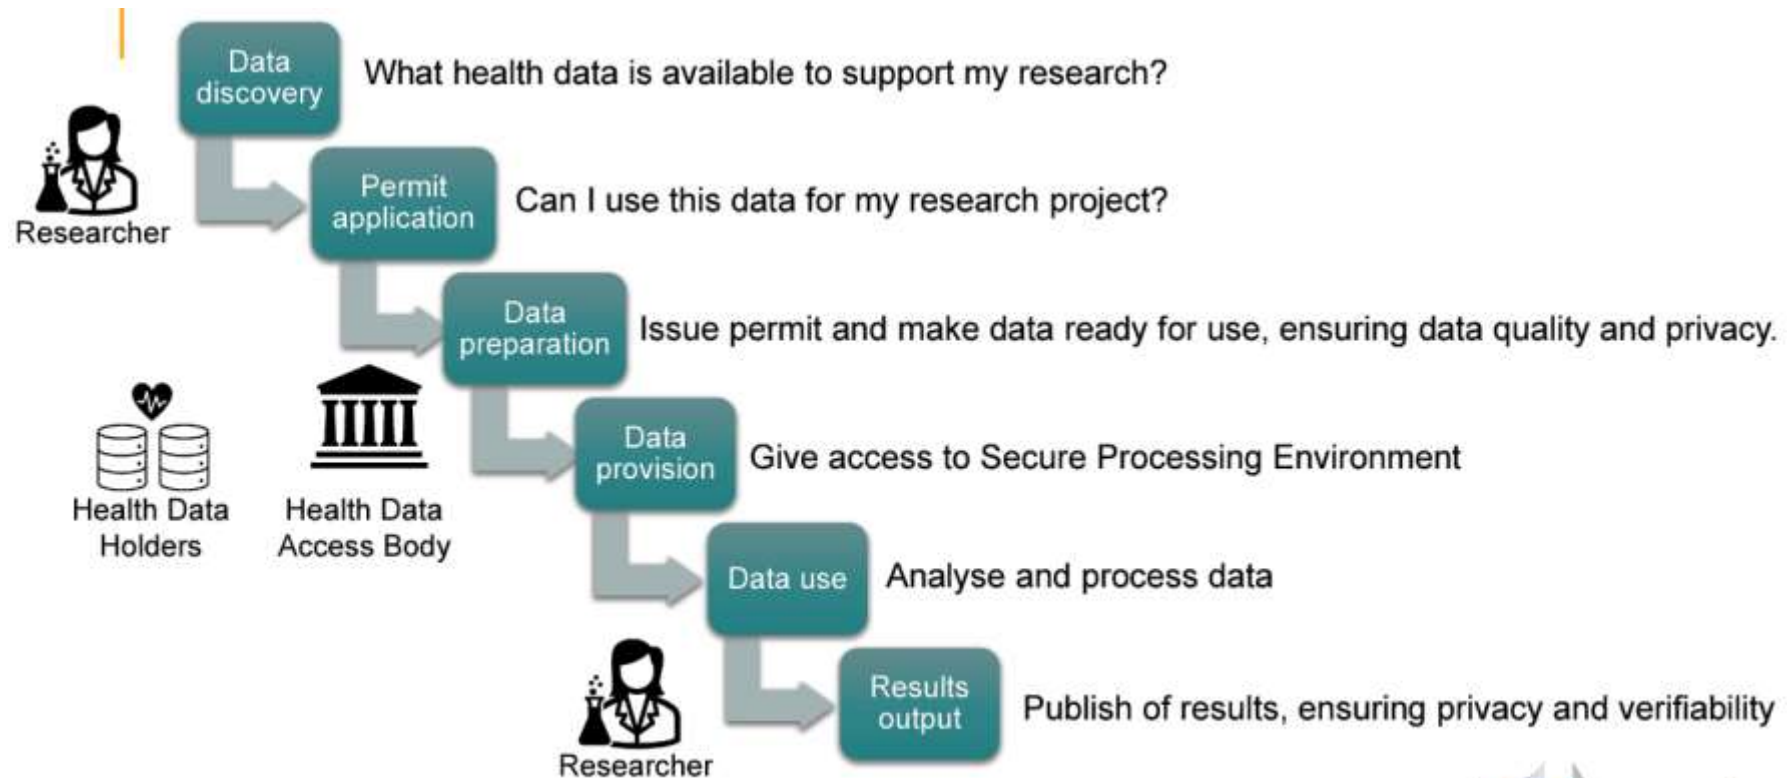 Data
discovery
What health data is available to support my research?
Researcher
Permit
application
Can I use this data for my research project?
Data
preparation
Issue permit and make data ready for use, ensuring data quality and privacy.
Health Data
Holders
Health Data
Access Body
Data
provision
Give access to Secure Processing Environment
Data use
Analyse and process data
Researcher
Results
output
Publish of results, ensuring privacy and verifiability